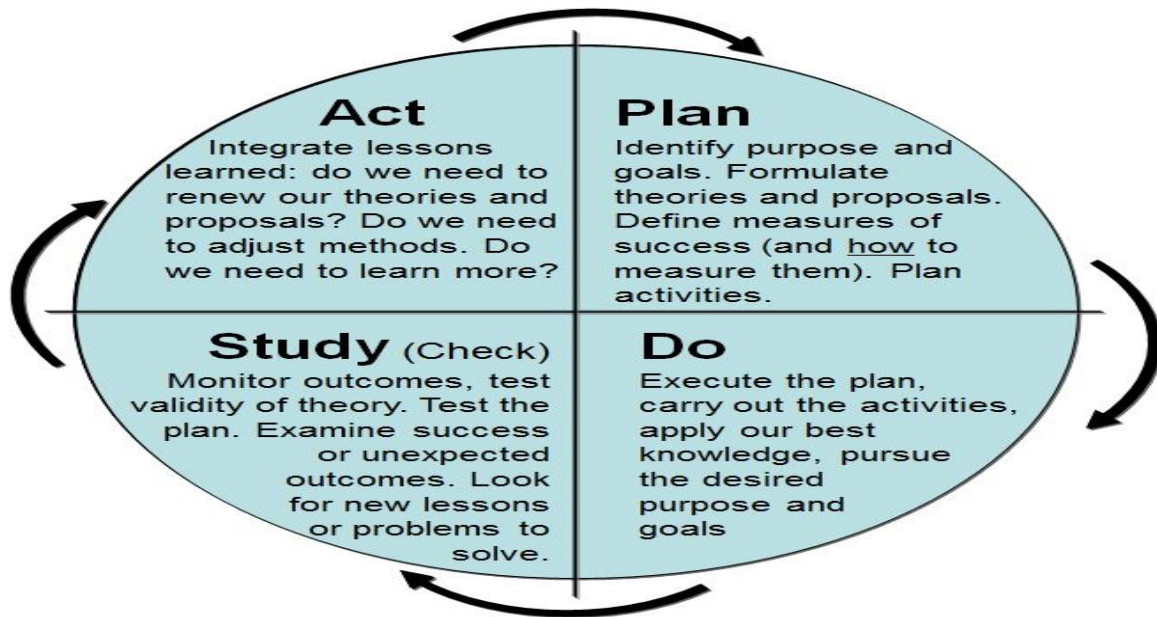 Act
Integrate lessons
learned: do we need to
renew our theories and
proposals? Do we need
to adjust methods. Do
we need to learn more?
Plan
Identify purpose and
goals. Formulate
theories and proposals.
Define measures of
success (and how to
measure them). Plan
activities.
Study (Check)
Monitor outcomes, test
validity of theory. Test the
plan. Examine success
or unexpected
outcomes. Look
for new lessons
or problems to
solve.
Do
Execute the plan,
carry out the activities,
apply our best
knowledge, pursue
the desired
purpose and
goals